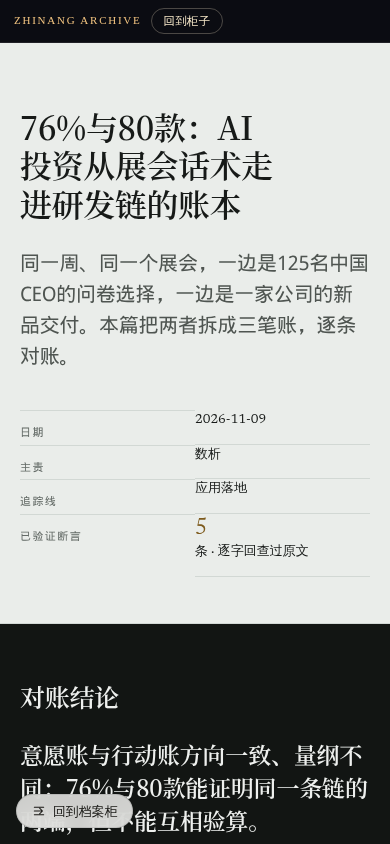 ZHINANG ARCHIVE 回到柜子
76%与80款：AI
投资从展会话术走
进研发链的账本
同一周、同一个展会，一边是125名中国
CEO的问卷选择，一边是一家公司的新
品交付。本篇把两者拆成三笔账，逐条
对账。
日期 2026-11-09
主责 数析
追踪线 应用落地
已验证断言 5
条 · 逐字回查过原文
对账结论
意愿账与行动账方向一致、量纲不
同：76%与80款能证明同一条链的
能互相验算。
回到档案柜